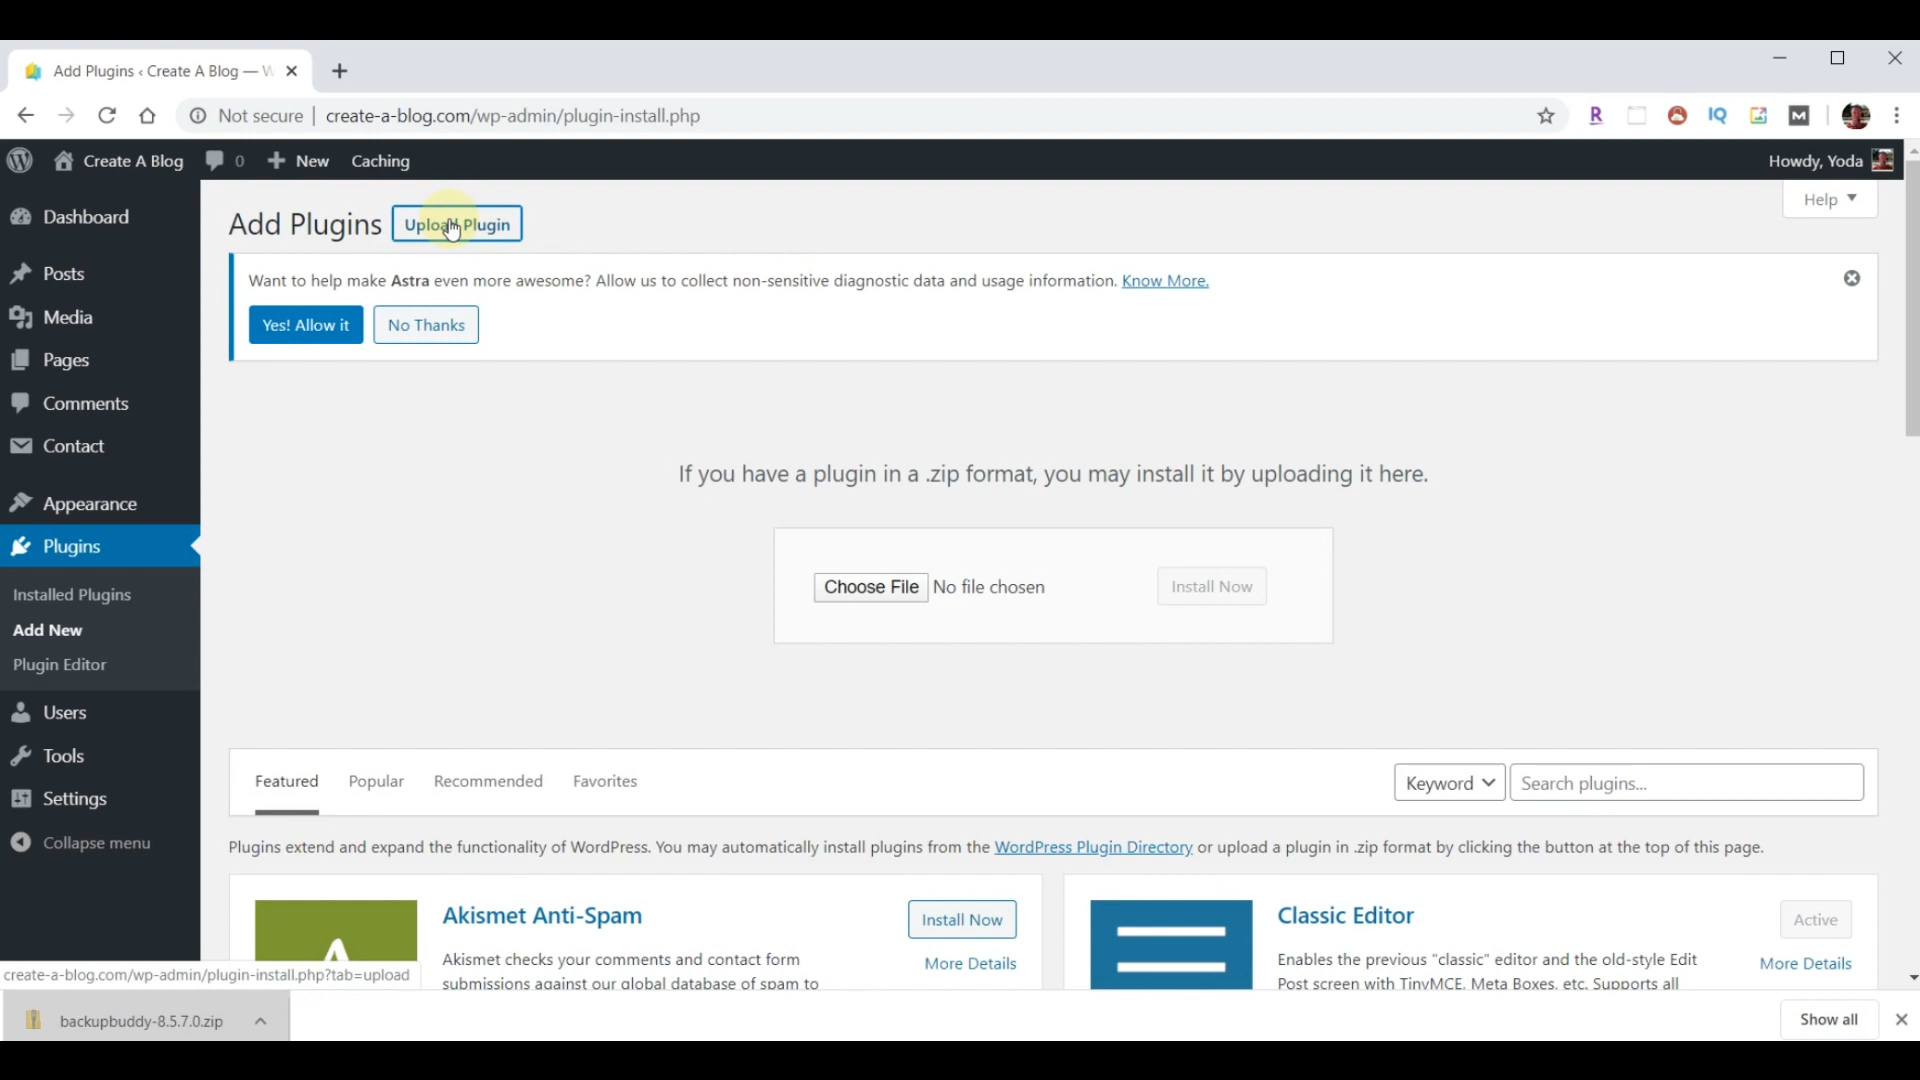 Add Plugins ‹ Create A Blog — W
Not secure | create-a-blog.com/wp-admin/plugin-install.php
R
IQ
M
Create A Blog
0
New
Caching
Howdy, Yoda
Dashboard
Posts
Media
Pages
Comments
Contact
Appearance
Plugins
Installed Plugins
Add New
Plugin Editor
Users
Tools
Settings
Collapse menu
Help
Add Plugins
Upload Plugin
Want to help make Astra even more awesome? Allow us to collect non-sensitive diagnostic data and usage information. Know More.
Yes! Allow it
No Thanks
If you have a plugin in a .zip format, you may install it by uploading it here.
Choose File No file chosen
Install Now
Featured
Popular
Recommended
Favorites
Keyword
Search plugins...
Plugins extend and expand the functionality of WordPress. You may automatically install plugins from the WordPress Plugin Directory or upload a plugin in .zip format by clicking the button at the top of this page.
A
Akismet Anti-Spam
Install Now
Akismet checks your comments and contact form
submissions against our global database of spam to
More Details
Classic Editor
Active
Enables the previous "classic" editor and the old-style Edit
Post screen with TinyMCE, Meta Boxes, etc. Supports all
More Details
create-a-blog.com/wp-admin/plugin-install.php?tab=upload
backupbuddy-8.5.7.0.zip
Show all